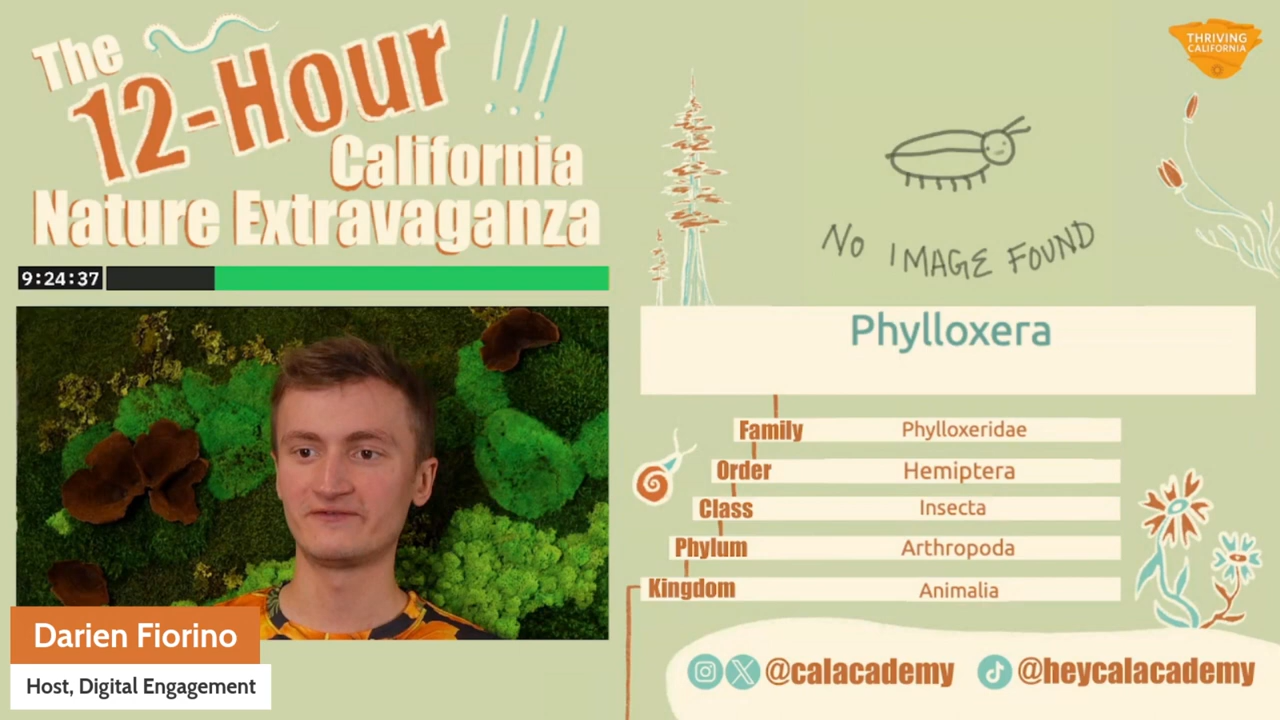 The
12-Hour !!!
California
Nature Extravaganza
9:24:37
Darien Fiorino
Host, Digital Engagement
THRIVING
CALIFORNIA
NO IMAGE FOUND
Phylloxera
Family Phylloxeridae
Order Hemiptera
Class Insecta
Phylum Arthropoda
Kingdom Animalia
@calacademy @heycalacademy